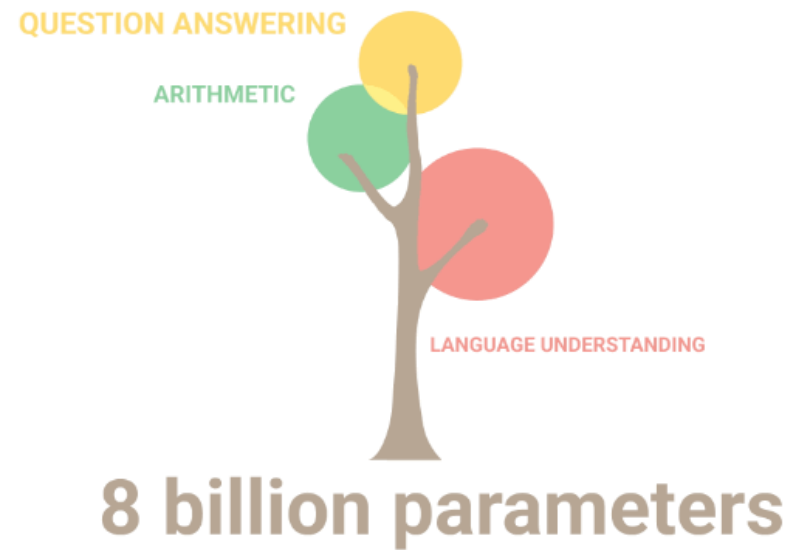 QUESTION ANSWERING
ARITHMETIC
LANGUAGE UNDERSTANDING
8 billion parameters